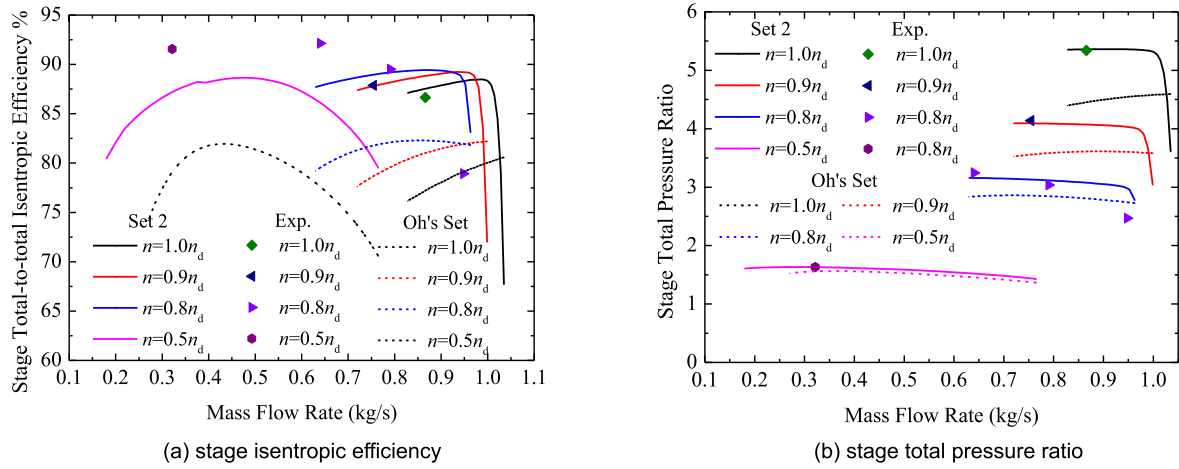 Stage Total-to-total Isentropic Efficiency %
95
90
85
80
75
70
65
60
Set 2 Exp. Oh's Set
n=1.0nd n=1.0nd n=1.0nd
n=0.9nd n=0.9nd n=0.9nd
n=0.8nd n=0.8nd n=0.8nd
n=0.5nd n=0.5nd n=0.5nd
0.1 0.2 0.3 0.4 0.5 0.6 0.7 0.8 0.9 1.0 1.1
Mass Flow Rate (kg/s)
(a) stage isentropic efficiency
Stage Total Pressure Ratio
6
5
4
3
2
1
0
Set 2 Exp.
n=1.0nd n=1.0nd
n=0.9nd n=0.9nd
n=0.8nd n=0.8nd
n=0.5nd n=0.8nd
Oh's Set
n=1.0nd n=0.9nd
n=0.8nd n=0.5nd
0.1 0.2 0.3 0.4 0.5 0.6 0.7 0.8 0.9 1.0
Mass Flow Rate (kg/s)
(b) stage total pressure ratio